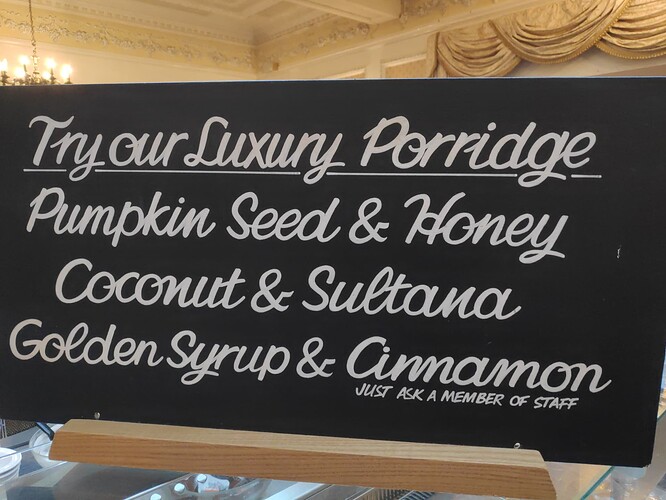 Try our Luxury Porridge
Pumpkin Seed & Honey
Coconut & Sultana
Golden Syrup & Cinnamon
JUST ASK A MEMBER OF STAFF